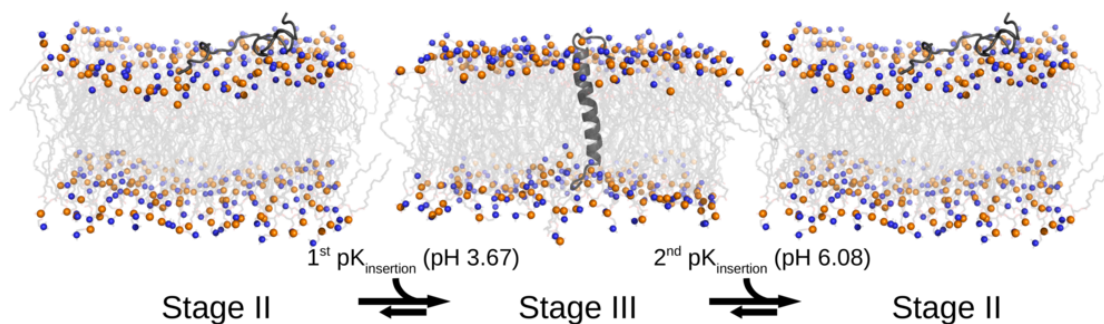 1st pKinsertion (pH 3.67) 2nd pKinsertion (pH 6.08)
Stage II Stage III Stage II